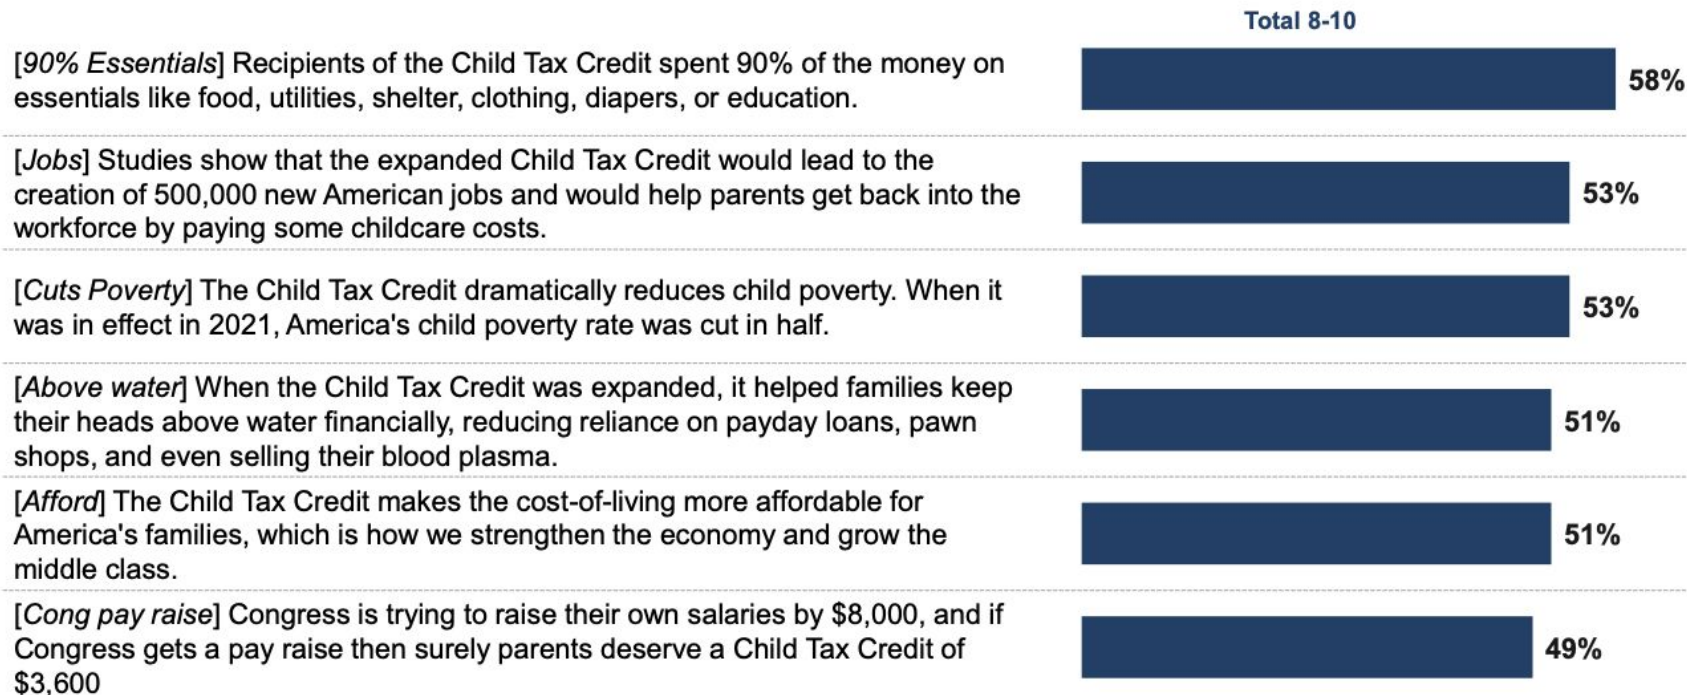 Total 8-10
[90% Essentials] Recipients of the Child Tax Credit spent 90% of the money on
essentials like food, utilities, shelter, clothing, diapers, or education.
58%
[Jobs] Studies show that the expanded Child Tax Credit would lead to the
creation of 500,000 new American jobs and would help parents get back into the
workforce by paying some childcare costs.
53%
[Cuts Poverty] The Child Tax Credit dramatically reduces child poverty. When it
was in effect in 2021, America's child poverty rate was cut in half.
53%
[Above water] When the Child Tax Credit was expanded, it helped families keep
their heads above water financially, reducing reliance on payday loans, pawn
shops, and even selling their blood plasma.
51%
[Afford] The Child Tax Credit makes the cost-of-living more affordable for
America's families, which is how we strengthen the economy and grow the
middle class.
51%
[Cong pay raise] Congress is trying to raise their own salaries by $8,000, and if
Congress gets a pay raise then surely parents deserve a Child Tax Credit of
$3,600
49%